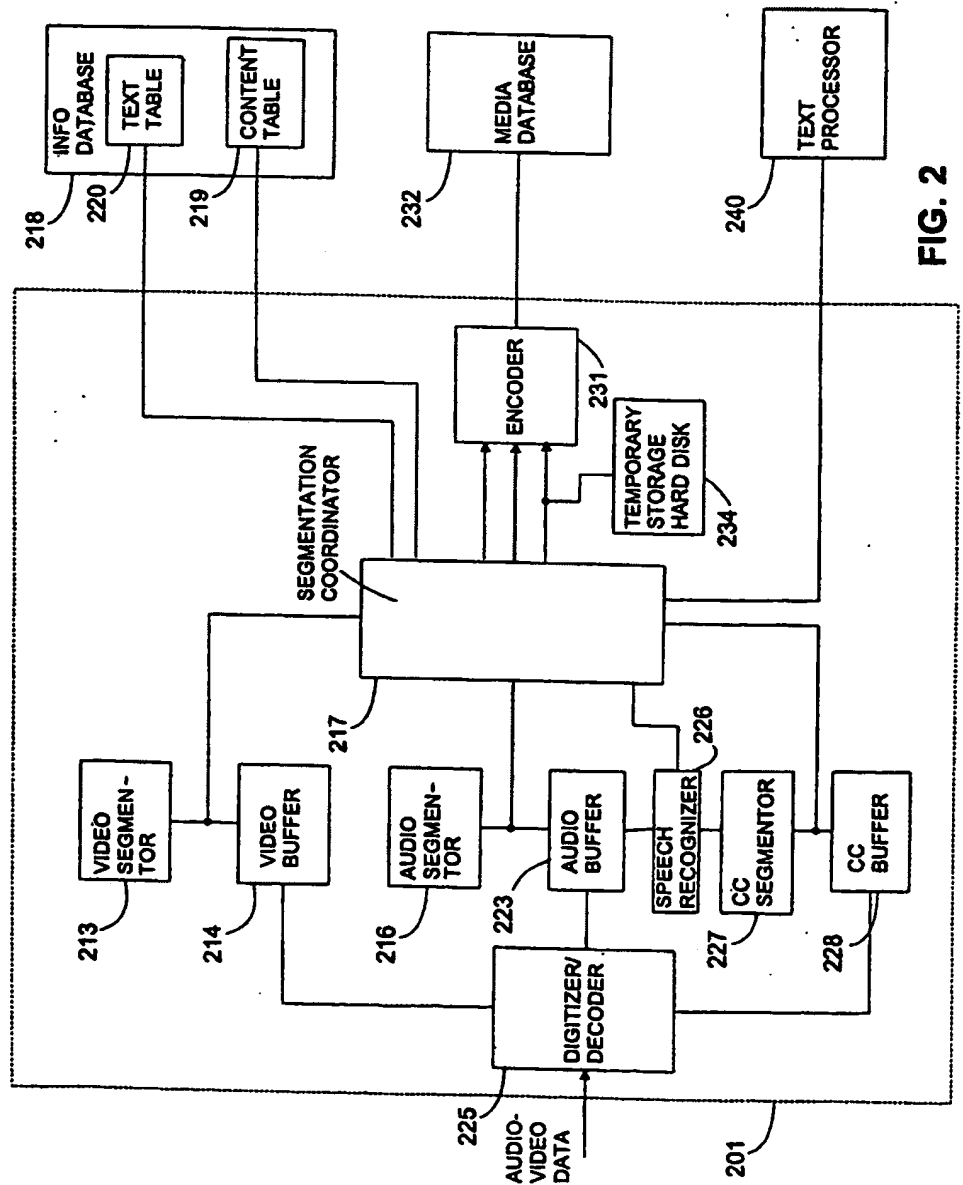 INFO
DATABASE
TEXT
TABLE
CONTENT
TABLE
218
220
219
MEDIA
DATABASE
232
TEXT
PROCESSOR
240
FIG. 2
ENCODER
231
TEMPORARY
STORAGE
HARD DISK
234
SEGMENTATION
COORDINATOR
217
VIDEO
SEGMEN-
TOR
213
VIDEO
BUFFER
214
AUDIO
SEGMEN-
TOR
216
AUDIO
BUFFER
223
SPEECH
RECOGNIZER
226
CC
SEGMENTOR
227
CC
BUFFER
228
DIGITIZER/
DECODER
225
AUDIO-
VIDEO
DATA
201